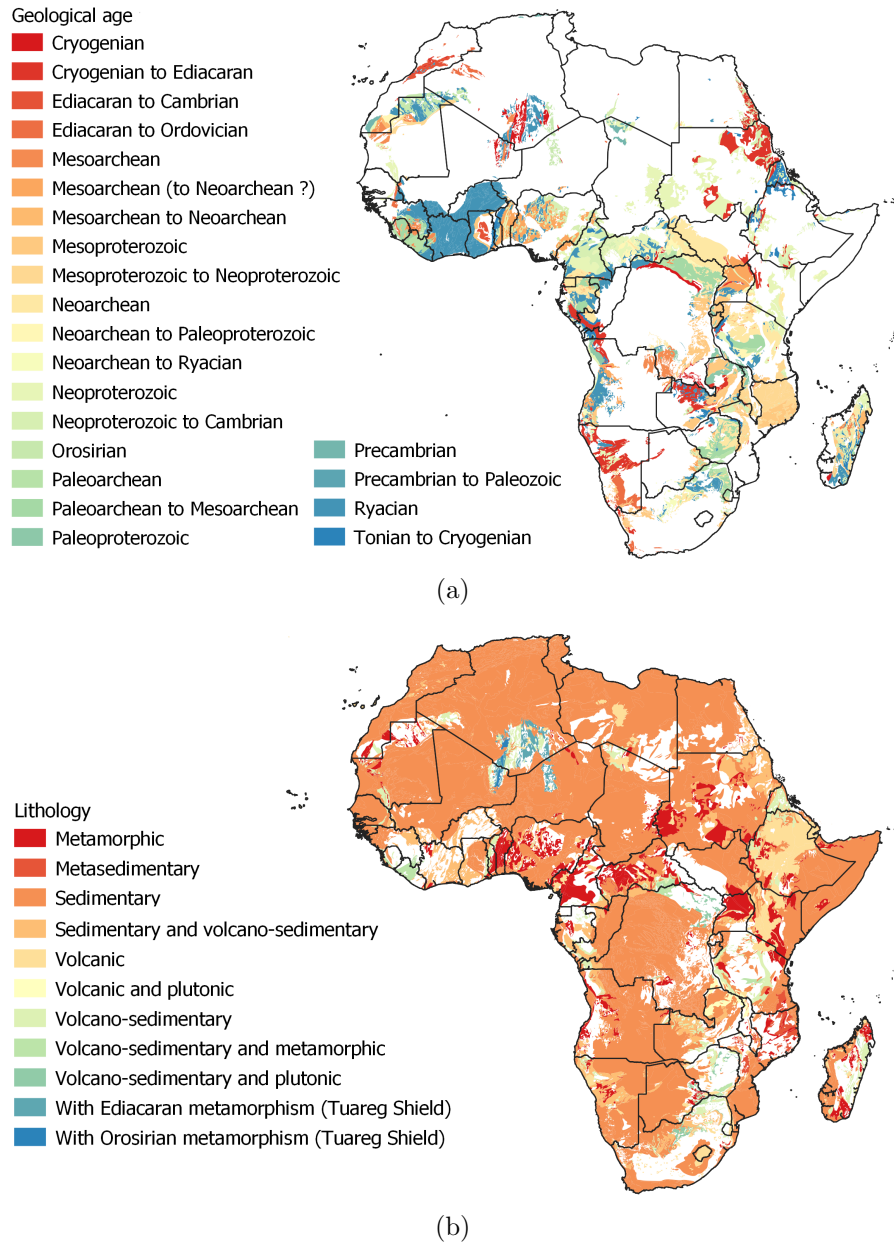 Geological age
Cryogenian
Cryogenian to Ediacaran
Ediacaran to Cambrian
Ediacaran to Ordovician
Mesoarchean
Mesoarchean (to Neoarchean ?)
Mesoarchean to Neoarchean
Mesoproterozoic
Mesoproterozoic to Neoproterozoic
Neoarchean
Neoarchean to Paleoproterozoic
Neoarchean to Ryacian
Neoproterozoic
Neoproterozoic to Cambrian
Orosirian
Paleoarchean
Paleoarchean to Mesoarchean
Paleoproterozoic
Precambrian
Precambrian to Paleozoic
Ryacian
Tonian to Cryogenian
(a)
Lithology
Metamorphic
Metasedimentary
Sedimentary
Sedimentary and volcano-sedimentary
Volcanic
Volcanic and plutonic
Volcano-sedimentary
Volcano-sedimentary and metamorphic
Volcano-sedimentary and plutonic
With Ediacaran metamorphism (Tuareg Shield)
With Orosirian metamorphism (Tuareg Shield)
(b)